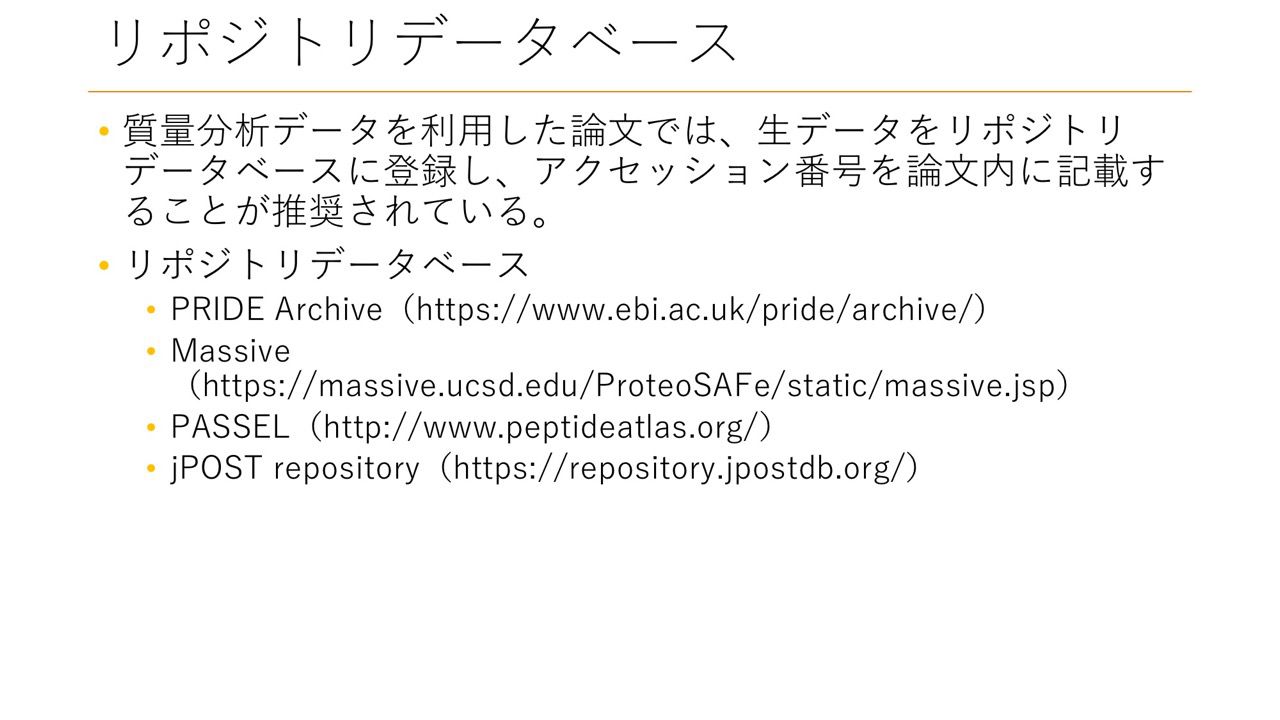 リポジトリデータベース
• 質量分析データを利用した論文では、生データをリポジトリ
データベースに登録し、アクセッション番号を論文内に記載す
ることが推奨されている。
• リポジトリデータベース
• PRIDE Archive（https://www.ebi.ac.uk/pride/archive/）
• Massive
（https://massive.ucsd.edu/ProteoSAFe/static/massive.jsp）
• PASSEL（http://www.peptideatlas.org/）
• jPOST repository（https://repository.jpostdb.org/）